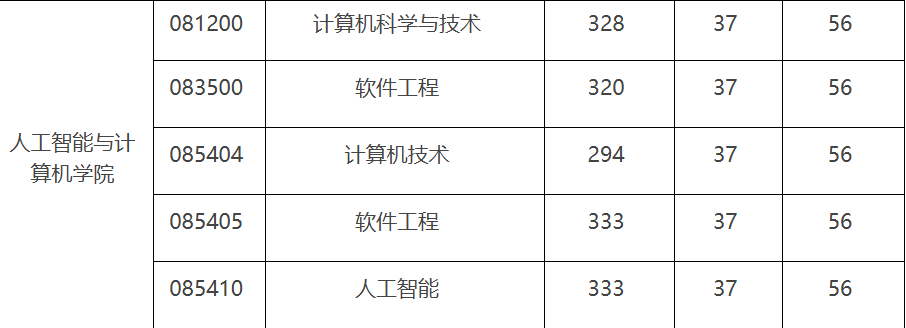 081200 计算机科学与技术 328 37 56
083500 软件工程 320 37 56
人工智能与计
算机学院
085404 计算机技术 294 37 56
085405 软件工程 333 37 56
085410 人工智能 333 37 56